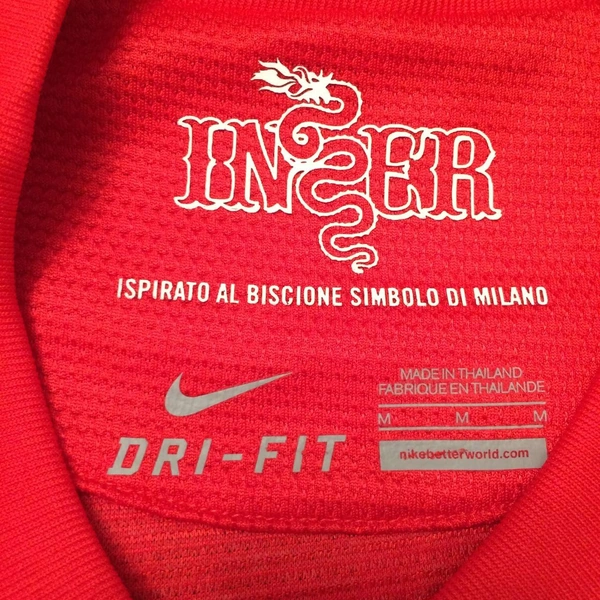 INTER
ISPIRATO AL BISCIONE SIMBOLO DI MILANO
DRI-FIT
MADE IN THAILAND
FABRIQUE EN THAILANDE
M M M
nikebetterworld.com